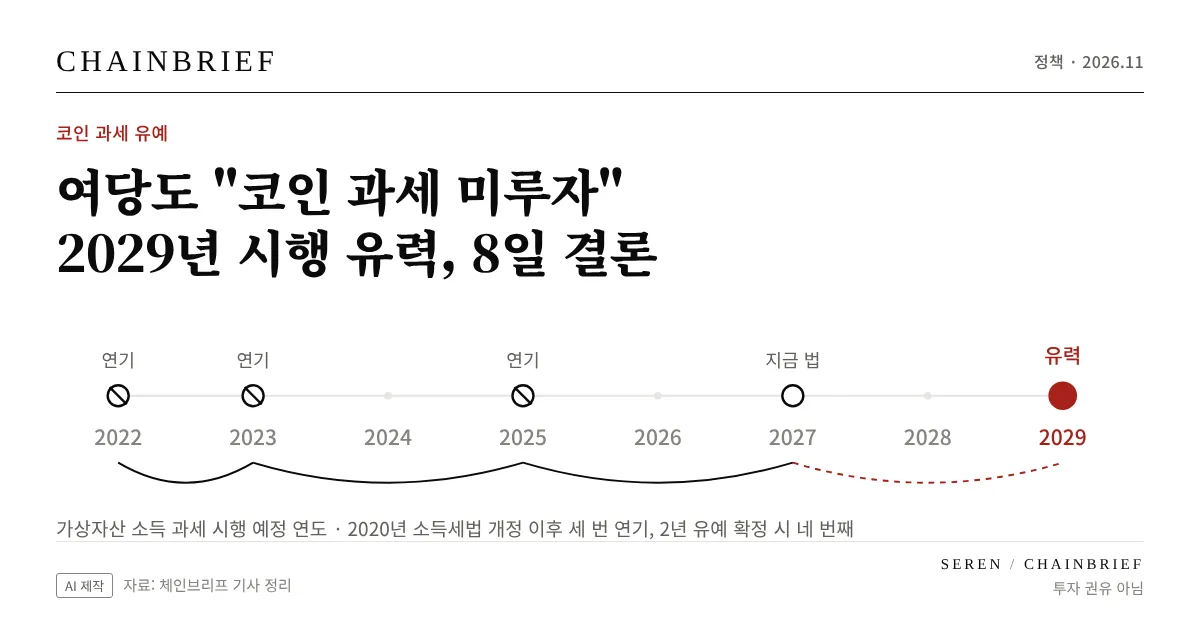 CHAINBRIEF
정책 · 2026.11
코인 과세 유예
여당도 "코인 과세 미루자"
2029년 시행 유력, 8일 결론
연기 연기 연기 지금 법 유력
2022 2023 2024 2025 2026 2027 2028 2029
가상자산 소득 과세 시행 예정 연도 · 2020년 소득세법 개정 이후 세 번 연기, 2년 유예 확정 시 네 번째
SEREN / CHAINBRIEF
AI 제작 자료: 체인브리프 기사 정리
투자 권유 아님